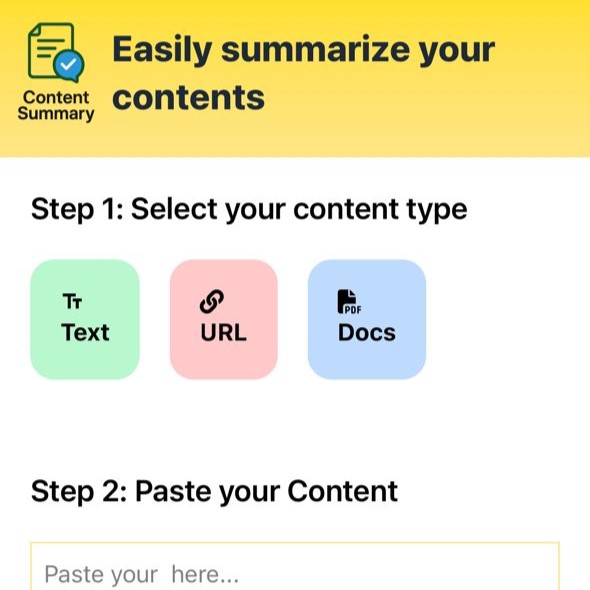 Content
Summary
Easily summarize your
contents
Step 1: Select your content type
TT
Text
URL
PDF
Docs
Step 2: Paste your Content
Paste your  here...